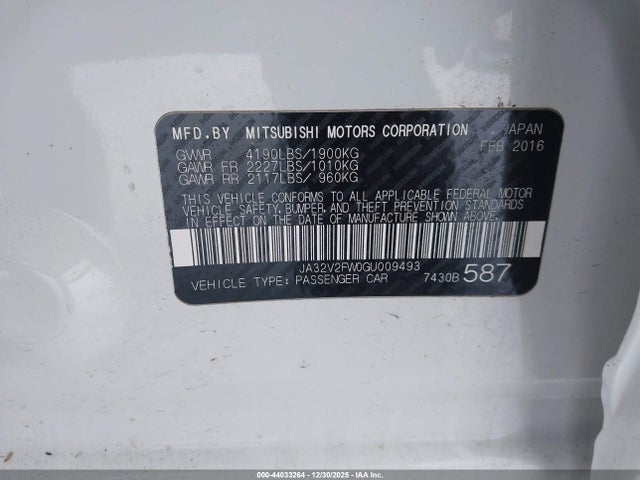 MFD.BY MITSUBISHI MOTORS CORPORATION , JAPAN
GVWR 4190LBS/1900KG FEB 2016
GAWR FR 2227LBS/1010KG
GAWR RR 2117LBS/ 960KG
THIS VEHICLE CONFORMS TO ALL APPLICABLE FEDERAL MOTOR
VEHICLE SAFETY,BUMPER, AND THEFT PREVENTION STANDARDS
IN EFFECT ON THE DATE OF MANUFACTURE SHOWN ABOVE.
JA32V2FW0GU009493
VEHICLE TYPE: PASSENGER CAR 7430B 587
000-44033264 - 12/30/2025 - IAAI.com